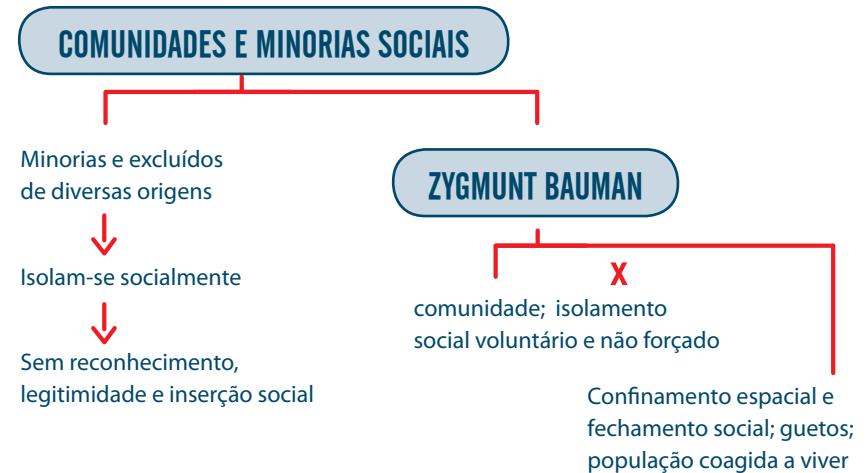 COMUNIDADES E MINORIAS SOCIAIS
Minorias e excluídos
de diversas origens
Isolam-se socialmente
Sem reconhecimento,
legitimidade e inserção social
ZYGMUNT BAUMAN
X
comunidade; isolamento
social voluntário e não forçado
Confinamento espacial e
fechamento social; guetos;
população coagida a viver